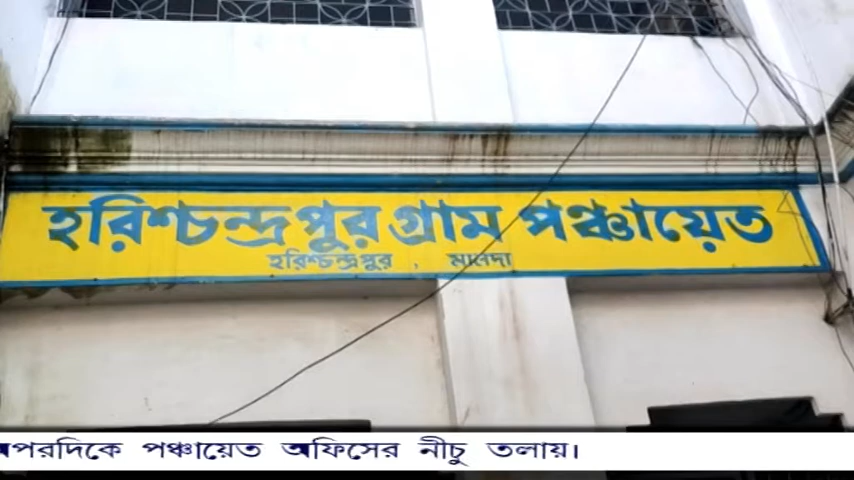 হরিশ্চন্দ্রপুর গ্রাম পঞ্চায়েত
হরিশ্চন্দ্রপুর , মালদা
অপরদিকে পঞ্চায়েত অফিসের নীচু তলায়।